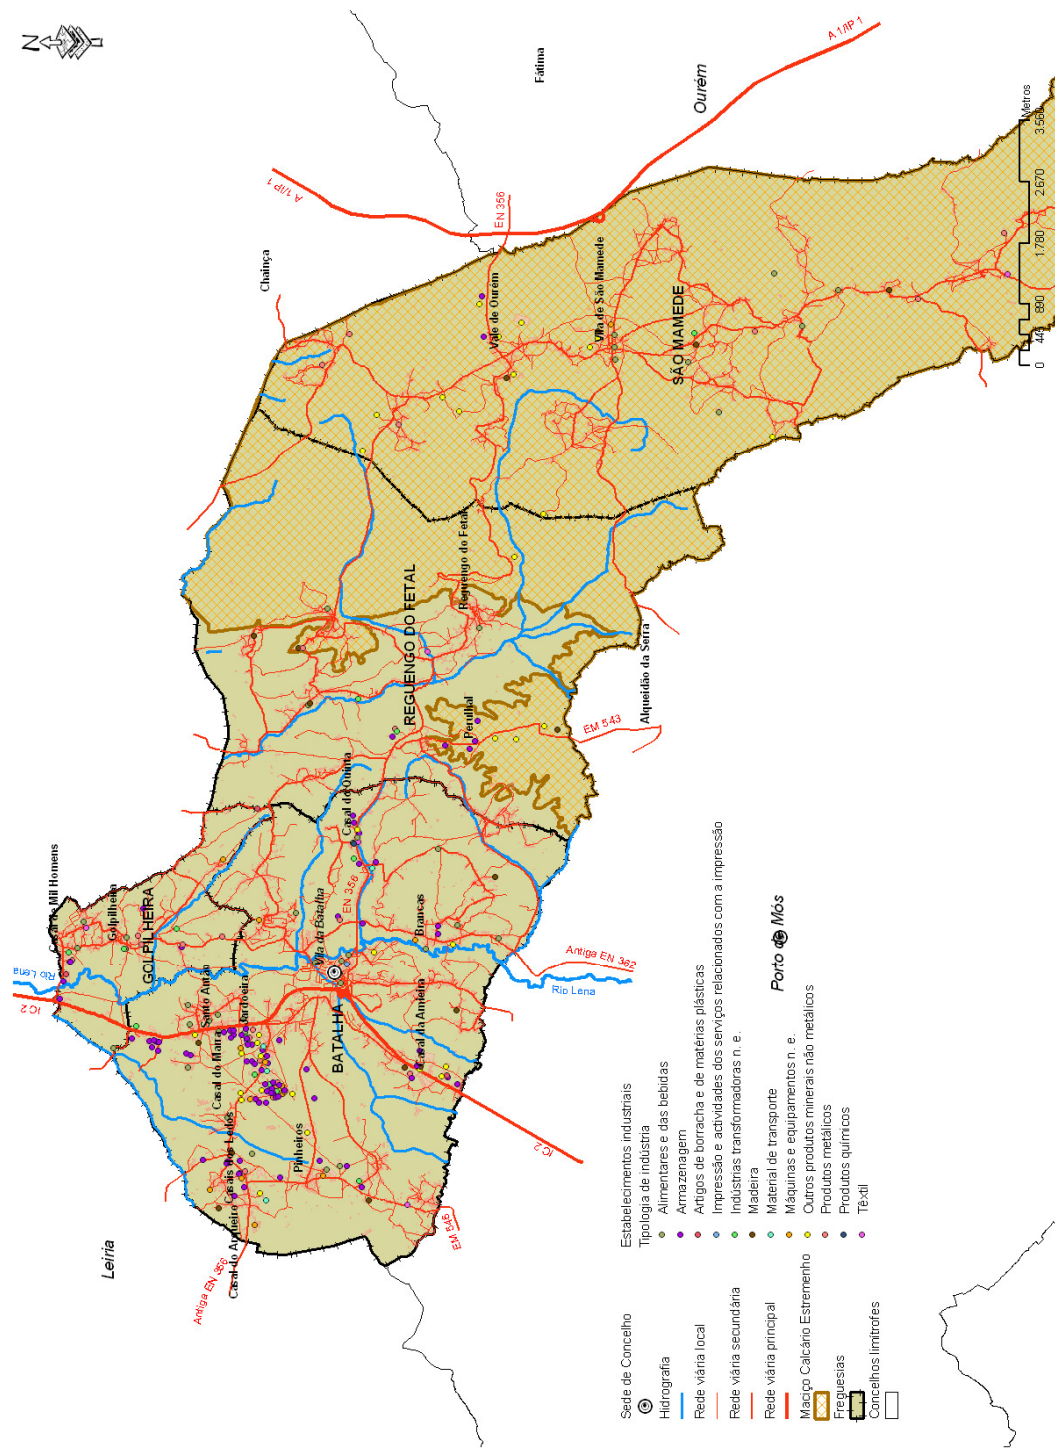 N
Leiria
Fátima
Ourém
Porto de Mós
A 1/IP 1
A 1/IP 1
EN 356
Chainça
Vale de Ourém
Vila de São Mamede
SÃO MAMEDE
Reguengo do Fetal
REGUENGO DO FETAL
Alqueidão da Serra
Perulhal
EM 543
Casal do Quinta
EN 356
Casal de Mil Homens
Golpilheira
GOLPILHEIRA
Rio Lena
IC 2
Santo Antão
Jardoeira
Casal do Marra
Vila da Batalha
BATALHA
Brancas
Casal da Amieira
Antiga EN 362
Rio Lena
IC 2
Pinheiros
Casais dos Ledos
Casal do Arqueiro
Antiga EN 356
EM 545
0 445 890 1.780 2.670 3.560
Metros
Sede de Concelho
Hidrografia
Rede viária local
Rede viária secundária
Rede viária principal
Maciço Calcário Estremenho
Freguesias
Concelhos limítrofes
Estabelecimentos industriais
Tipologia de indústria
Alimentares e das bebidas
Armazenagem
Artigos de borracha e de matérias plásticas
Impressão e actividades dos serviços relacionados com a impressão
Indústrias transformadoras n. e.
Madeira
Material de transporte
Máquinas e equipamentos n. e.
Outros produtos minerais não metálicos
Produtos metálicos
Produtos químicos
Têxtil